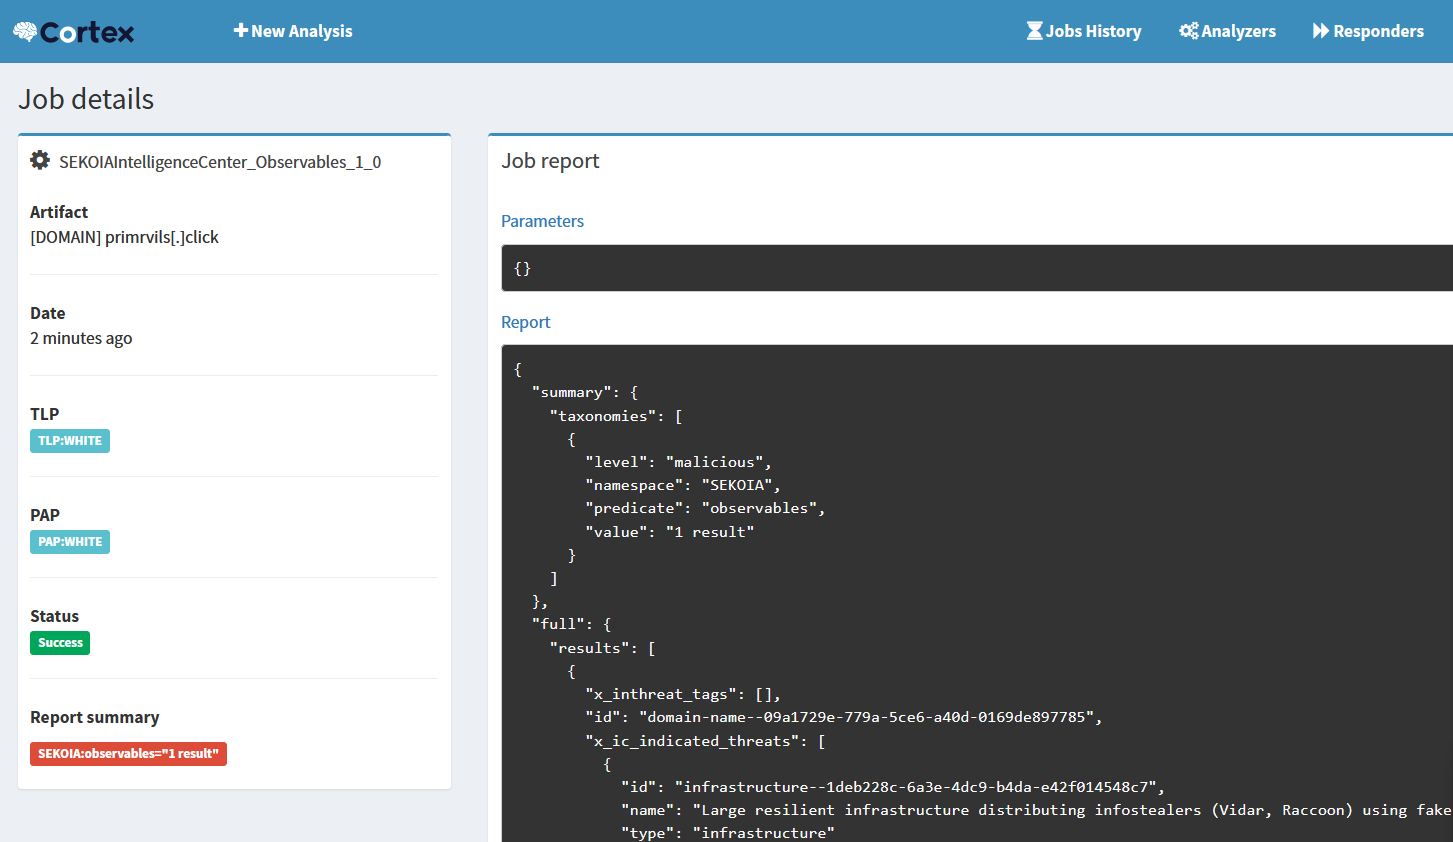 Cortex
New Analysis
Jobs History
Analyzers
Responders
Job details
SEKOIAIntelligenceCenter_Observables_1_0
Artifact
[DOMAIN] primrvils[.]click
Date
2 minutes ago
TLP
TLP:WHITE
PAP
PAP:WHITE
Status
Success
Report summary
SEKOIA:observables="1 result"
Job report
Parameters
{}
Report
{
"summary": {
"taxonomies": [
{
"level": "malicious",
"namespace": "SEKOIA",
"predicate": "observables",
"value": "1 result"
}
]
},
"full": {
"results": [
{
"x_inthreat_tags": [],
"id": "domain-name--09a1729e-779a-5ce6-a40d-0169de897785",
"x_ic_indicated_threats": [
{
"id": "infrastructure--1deb228c-6a3e-4dc9-b4da-e42f014548c7",
"name": "Large resilient infrastructure distributing infostealers (Vidar, Raccoon) using fake
"type": "infrastructure"